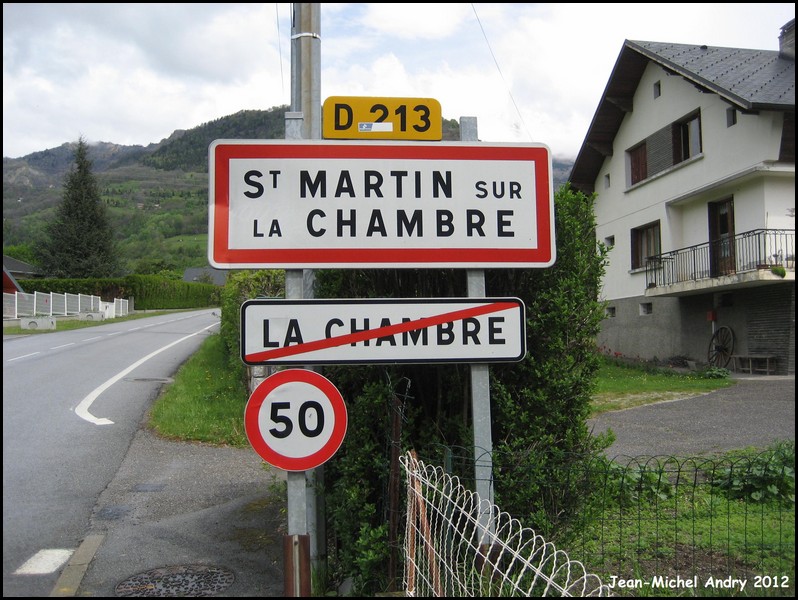 D 213
ST MARTIN SUR
LA CHAMBRE
LA CHAMBRE
50
Jean-Michel Andry 2012